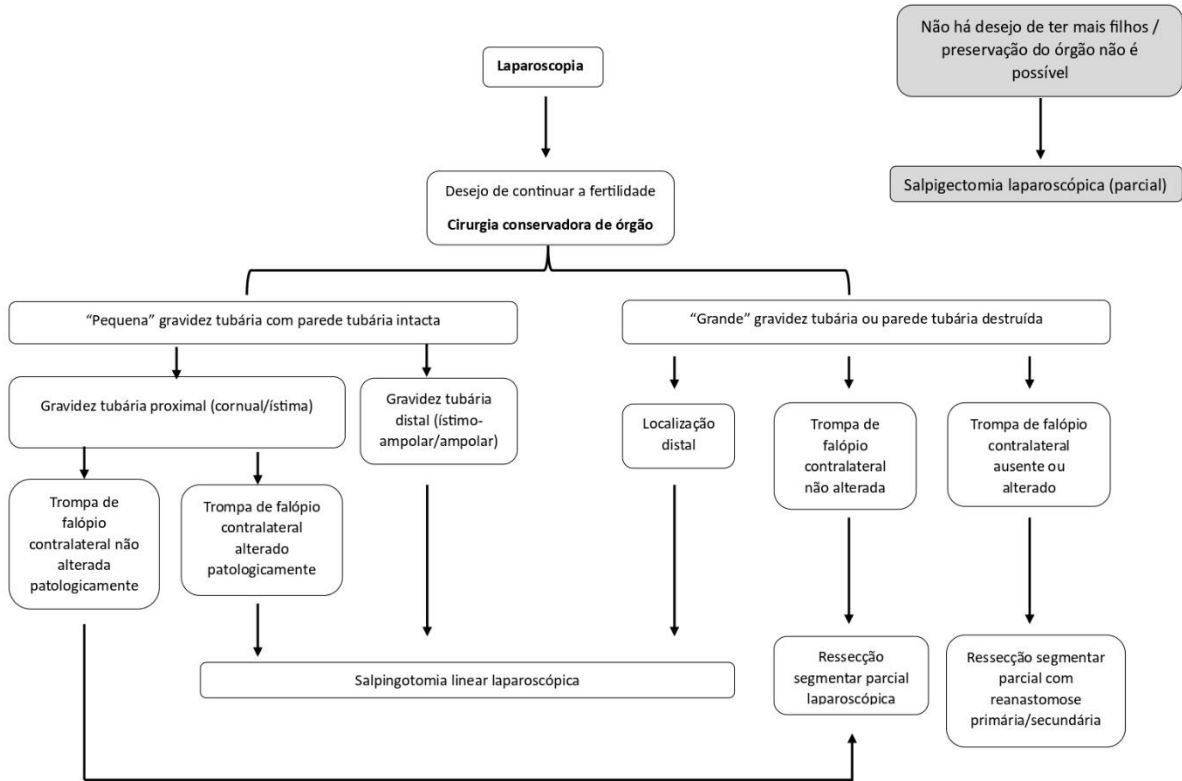 Laparoscopia
Não há desejo de ter mais filhos /
preservação do órgão não é
possível
Salpigectomia laparoscópica (parcial)
Desejo de continuar a fertilidade
Cirurgia conservadora de órgão
“Pequena” gravidez tubária com parede tubária intacta
“Grande” gravidez tubária ou parede tubária destruída
Gravidez tubária proximal (cornual/ístima)
Gravidez tubária
distal (ístimo-
ampolar/ampolar)
Localização
distal
Trompa de
falópio
contralateral
não alterada
Trompa de falópio
contralateral
ausente ou
alterado
Trompa de
falópio
contralateral não
alterada
patologicamente
Trompa de falópio
contralateral
alterado
patologicamente
Salpingotomia linear laparoscópica
Ressecção
segmentar parcial
laparoscópica
Ressecção segmentar
parcial com
reanastomose
primária/secundária